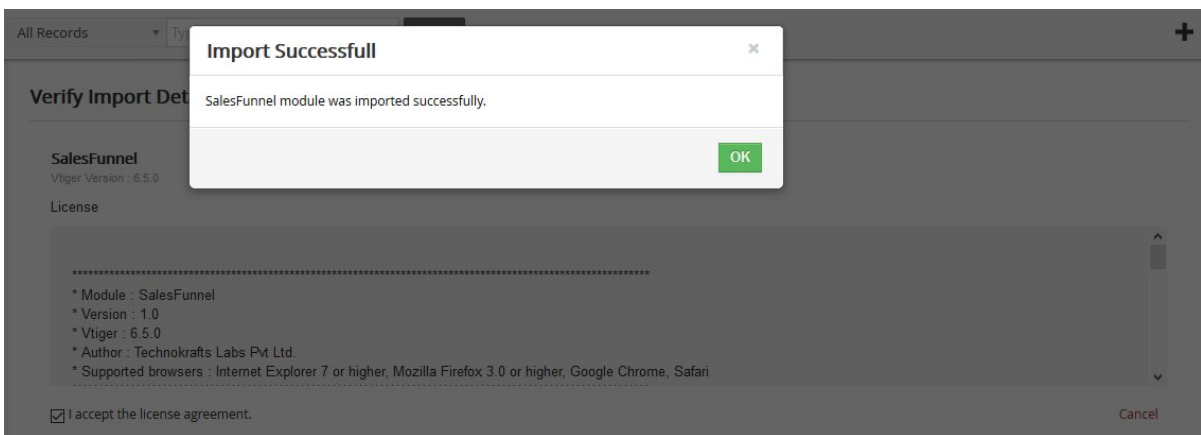 All Records
Import Successfull
×
Verify Import Det
SalesFunnel module was imported successfully.
OK
SalesFunnel
Vtiger Version : 6.5.0
License
* Module : SalesFunnel
* Version : 1.0
* Vtiger : 6.5.0
* Author : Technokrafts Labs Pvt Ltd.
* Supported browsers : Internet Explorer 7 or higher, Mozilla Firefox 3.0 or higher, Google Chrome, Safari
I accept the license agreement.
Cancel